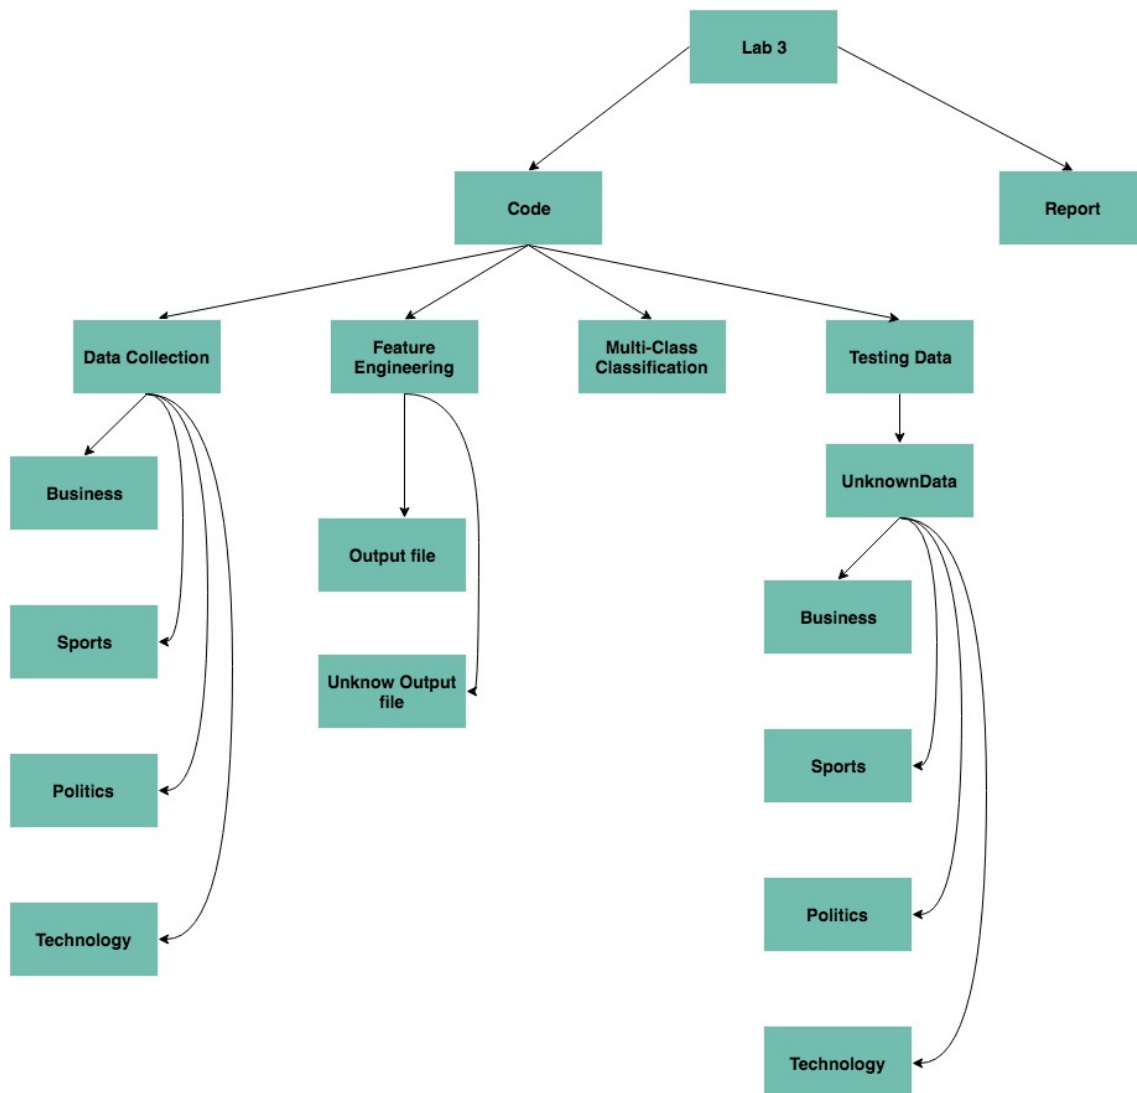 Lab 3
Code
Report
Data Collection
Feature
Engineering
Multi-Class
Classification
Testing Data
Business
Sports
Politics
Technology
Output file
Unknow Output
file
UnknownData
Business
Sports
Politics
Technology